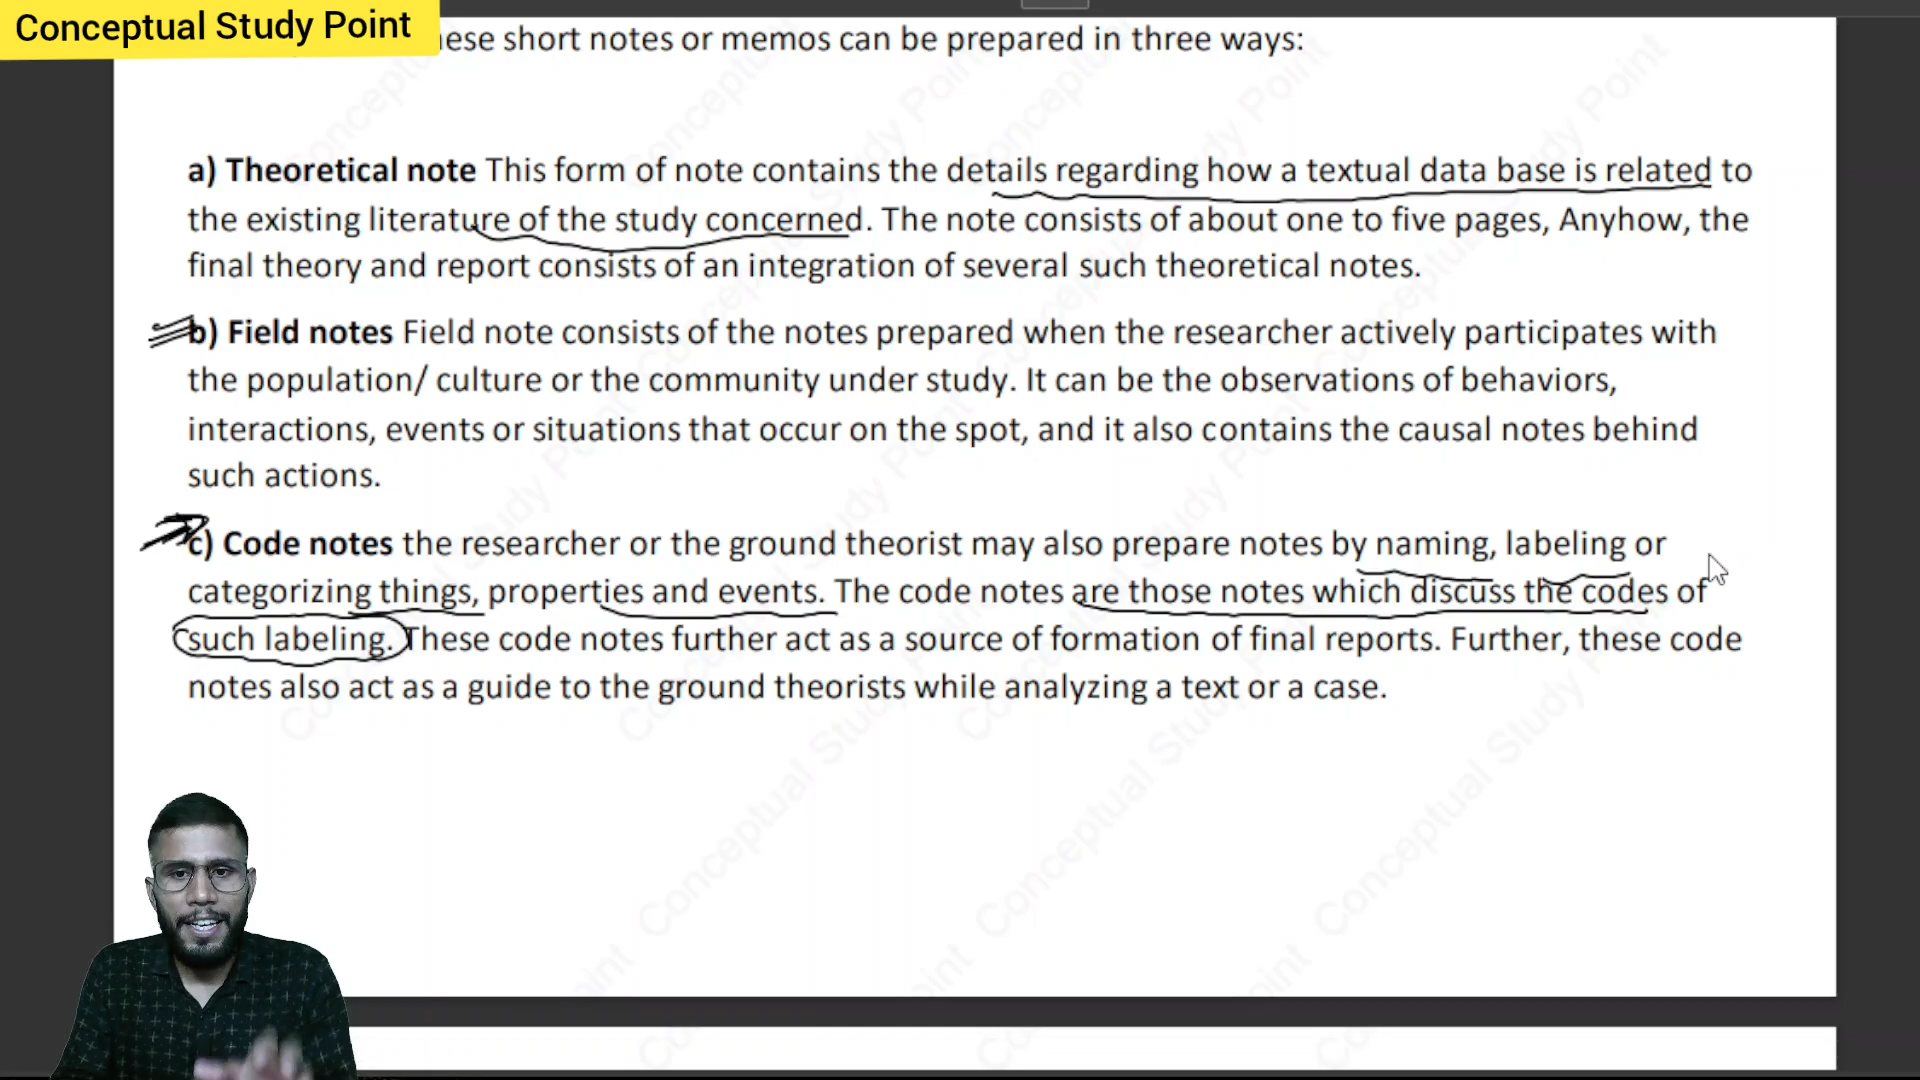 Conceptual Study Point
ese short notes or memos can be prepared in three ways:
a) Theoretical note This form of note contains the details regarding how a textual data base is related to
the existing literature of the study concerned. The note consists of about one to five pages, Anyhow, the
final theory and report consists of an integration of several such theoretical notes.
b) Field notes Field note consists of the notes prepared when the researcher actively participates with
the population/ culture or the community under study. It can be the observations of behaviors,
interactions, events or situations that occur on the spot, and it also contains the causal notes behind
such actions.
c) Code notes the researcher or the ground theorist may also prepare notes by naming, labeling or
categorizing things, properties and events. The code notes are those notes which discuss the codes of
such labeling. These code notes further act as a source of formation of final reports. Further, these code
notes also act as a guide to the ground theorists while analyzing a text or a case.